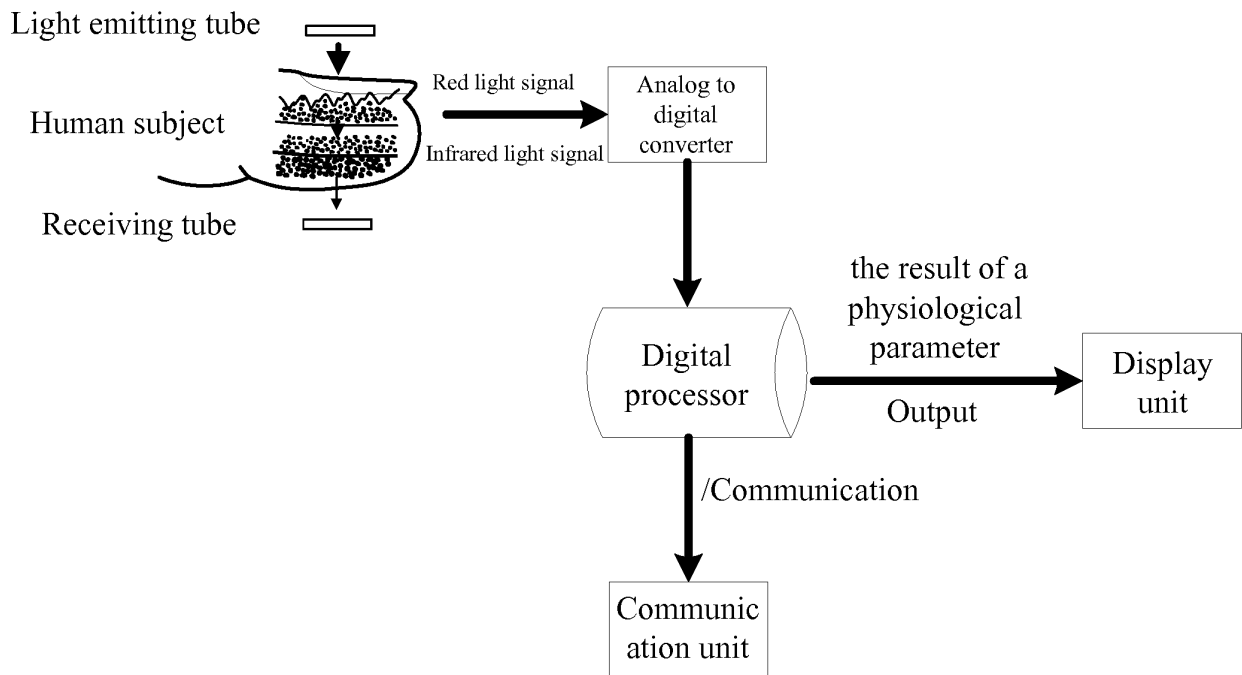 Light emitting tube
Human subject
Receiving tube
Red light signal
Infrared light signal
Analog to
digital
converter
Digital
processor
the result of a
physiological
parameter
Output
Display
unit
/Communication
Communic
ation unit